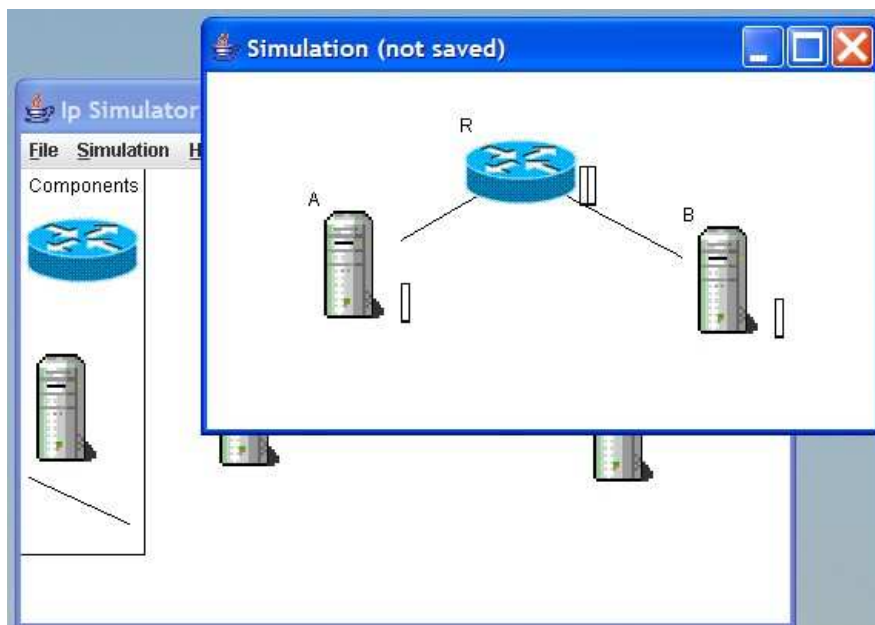 Simulation (not saved)
Ip Simulator
File Simulation H
Components
R
A
B